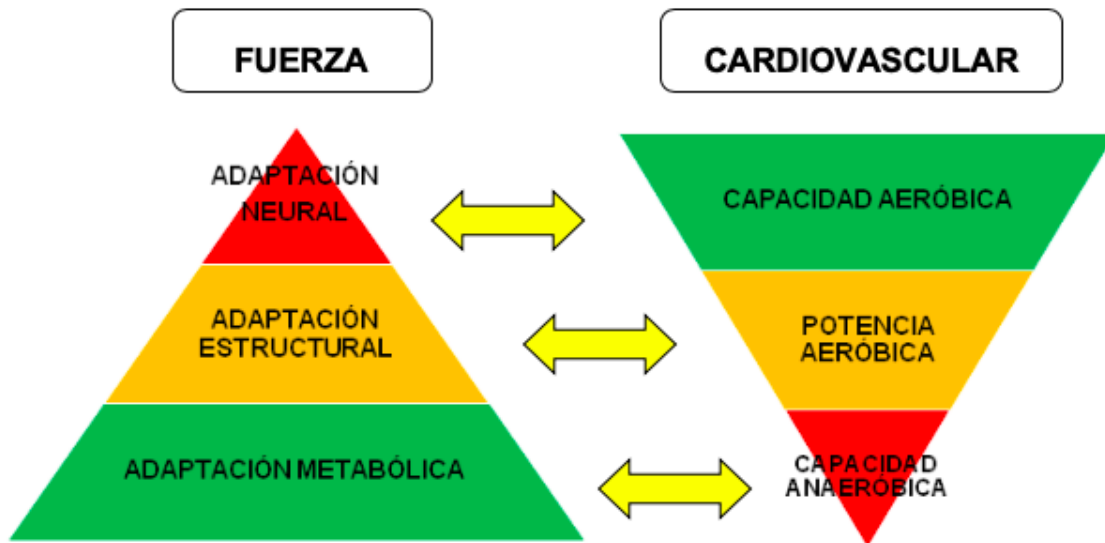 FUERZA
CARDIOVASCULAR
ADAPTACIÓN
NEURAL
CAPACIDAD AERÓBICA
ADAPTACIÓN
ESTRUCTURAL
POTENCIA
AERÓBICA
ADAPTACIÓN METABÓLICA
CAPACIDAD
ANAERÓBICA